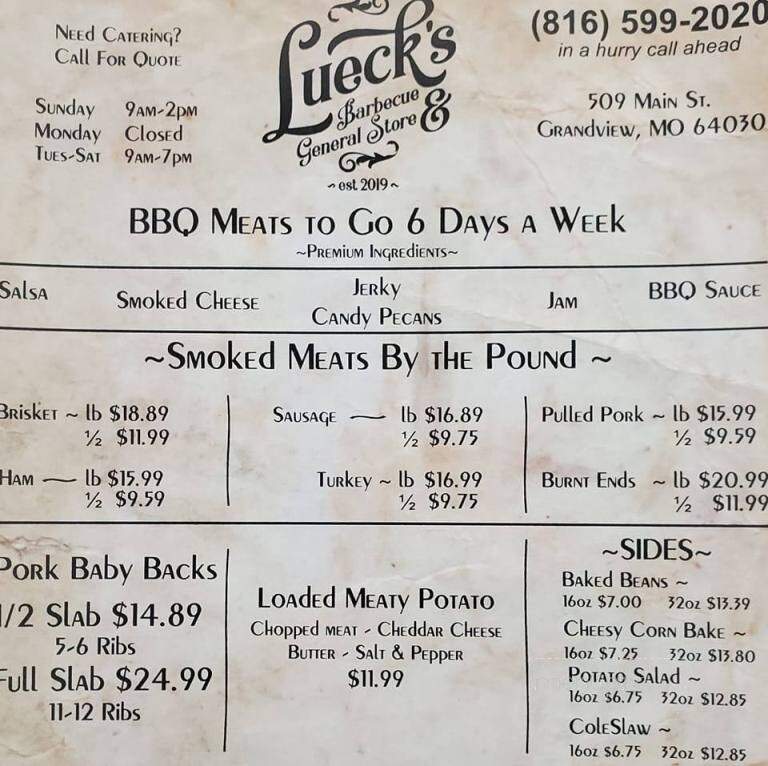 Need Catering?
Call For Quote
Sunday 9am-2pm
Monday Closed
Tues-Sat 9am-7pm
Lueck's
Barbecue &
General Store
~ est. 2019 ~
(816) 599-2020
in a hurry call ahead
509 Main St.
Grandview, MO 64030
BBQ Meats to Go 6 Days a Week
~Premium Ingredients~
Salsa
Smoked Cheese
Jerky
Candy Pecans
Jam
BBQ Sauce
~Smoked Meats By the Pound ~
Brisket ~ lb $18.89
½ $11.99
Ham — lb $15.99
½ $9.59
Sausage — lb $16.89
½ $9.75
Turkey ~ lb $16.99
½ $9.75
Pulled Pork ~ lb $15.99
½ $9.59
Burnt Ends ~ lb $20.99
½ $11.99
Pork Baby Backs
1/2 Slab $14.89
5-6 Ribs
Full Slab $24.99
11-12 Ribs
Loaded Meaty Potato
Chopped meat - Cheddar Cheese
Butter - Salt & Pepper
$11.99
~SIDES~
Baked Beans ~
16oz $7.00 32oz $13.39
Cheesy Corn Bake ~
16oz $7.25 32oz $13.80
Potato Salad ~
16oz $6.75 32oz $12.85
ColeSlaw ~
16oz $6.75 32oz $12.85